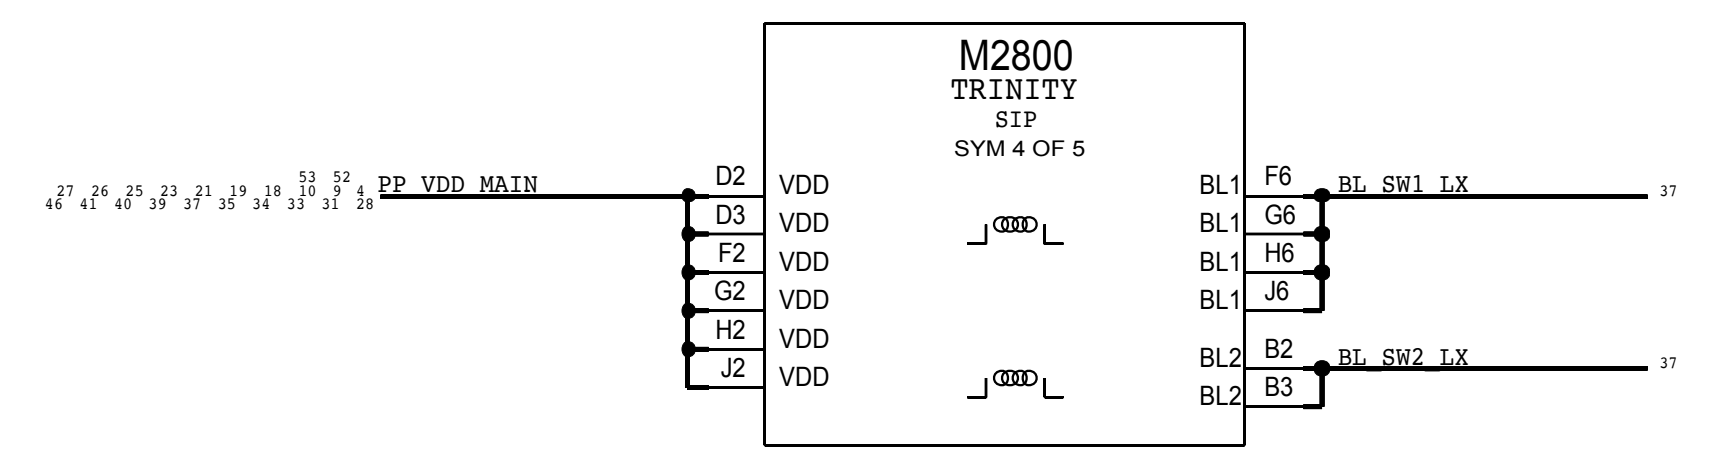 M2800
TRINITY
SIP
SYM 4 OF 5
53 52
27 26 25 23 21 19 18 10 9 4
46 41 40 39 37 35 34 33 31 28
PP_VDD_MAIN
D2 VDD
D3 VDD
F2 VDD
G2 VDD
H2 VDD
J2 VDD
BL1 F6 BL_SW1_LX 37
BL1 G6
BL1 H6
BL1 J6
BL2 B2 BL_SW2_LX 37
BL2 B3